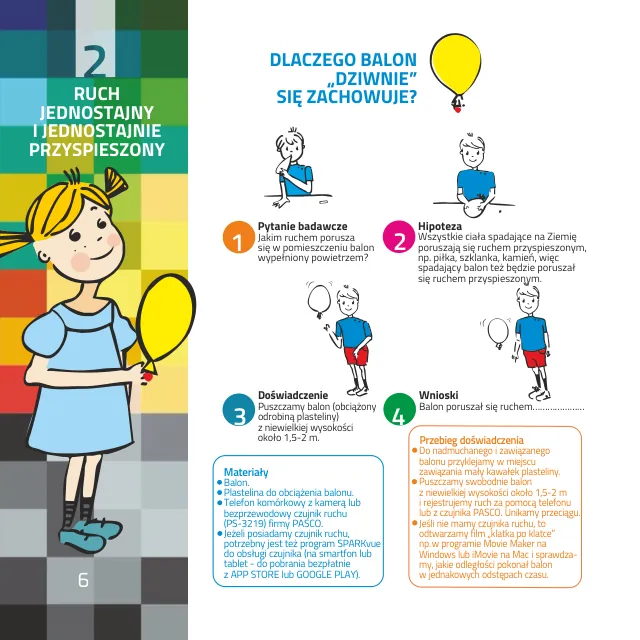 2
RUCH
JEDNOSTAJNY
I JEDNOSTAJNIE
PRZYSPIESZONY
DLACZEGO BALON
„DZIWNIE”
SIĘ ZACHOWUJE?
1
Pytanie badawcze
Jakim ruchem porusza
się w pomieszczeniu balon
wypełniony powietrzem?
2
Hipoteza
Wszystkie ciała spadające na Ziemię
poruszają się ruchem przyspieszonym,
np. piłka, szklanka, kamień, więc
spadający balon też będzie poruszał
się ruchem przyspieszonym.
3
Doświadczenie
Puszczamy balon (obciążony
odrobiną plasteliny)
z niewielkiej wysokości
około 1,5-2 m.
4
Wnioski
Balon poruszał się ruchem....................
Materiały
● Balon.
● Plastelina do obciążenia balonu.
● Telefon komórkowy z kamerą lub
bezprzewodowy czujnik ruchu
(PS-3219) firmy PASCO.
● Jeżeli posiadamy czujnik ruchu,
potrzebny jest też program SPARKvue
do obsługi czujnika (na smartfon lub
tablet - do pobrania bezpłatnie
z APP STORE lub GOOGLE PLAY).
Przebieg doświadczenia
● Do nadmuchanego i zawiązanego
balonu przyklejamy w miejscu
zawiązania mały kawałek plasteliny.
● Puszczamy swobodnie balon
z niewielkiej wysokości około 1,5-2 m
i rejestrujemy ruch za pomocą telefonu
lub z czujnika PASCO. Unikamy przeciągu.
● Jeśli nie mamy czujnika ruchu, to
odtwarzamy film „klatka po klatce”
np. w programie Movie Maker na
Windows lub iMovie na Mac i sprawdza-
my, jakie odległości pokonał balon
w jednakowych odstępach czasu.
6